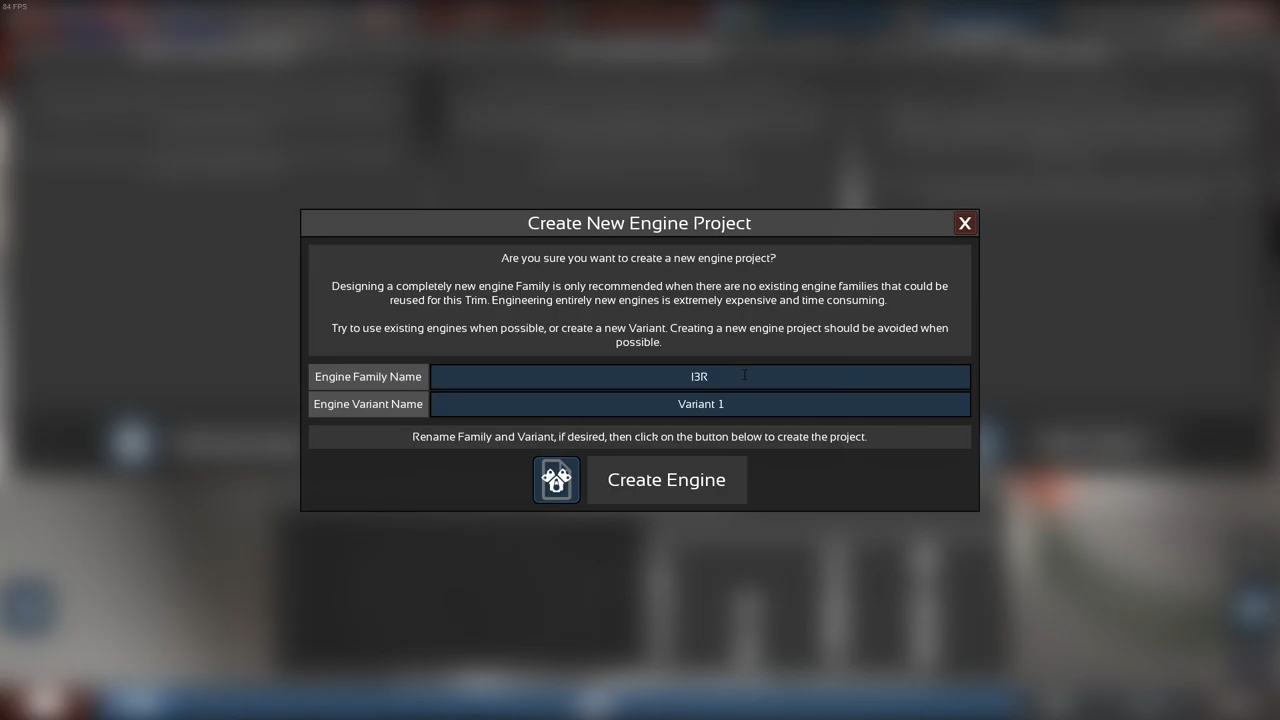 84 FPS
Create New Engine Project
X
Are you sure you want to create a new engine project?
Designing a completely new engine Family is only recommended when there are no existing engine families that could be
reused for this Trim. Engineering entirely new engines is extremely expensive and time consuming.
Try to use existing engines when possible, or create a new Variant. Creating a new engine project should be avoided when
possible.
Engine Family Name
I3R
Engine Variant Name
Variant 1
Rename Family and Variant, if desired, then click on the button below to create the project.
Create Engine